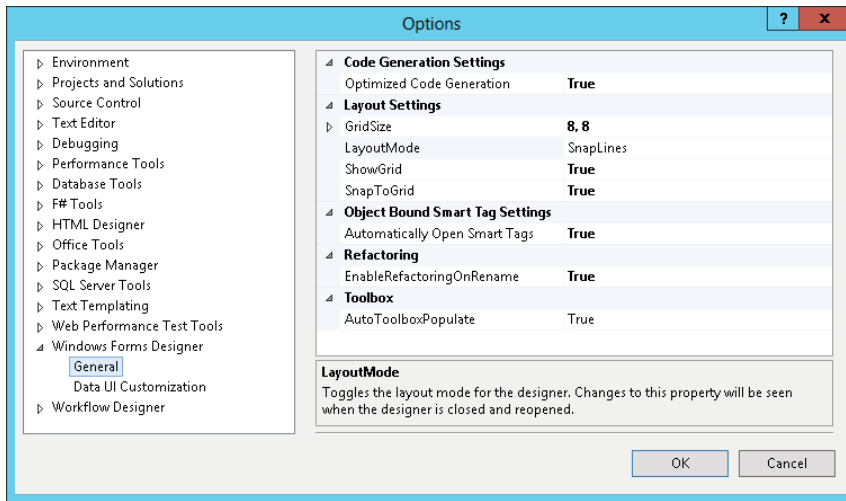 Options
?
x
Environment
Projects and Solutions
Source Control
Text Editor
Debugging
Performance Tools
Database Tools
F# Tools
HTML Designer
Office Tools
Package Manager
SQL Server Tools
Text Templating
Web Performance Test Tools
Windows Forms Designer
General
Data UI Customization
Workflow Designer
Code Generation Settings
Optimized Code Generation True
Layout Settings
GridSize 8, 8
LayoutMode SnapLines
ShowGrid True
SnapToGrid True
Object Bound Smart Tag Settings
Automatically Open Smart Tags True
Refactoring
EnableRefactoringOnRename True
Toolbox
AutoToolboxPopulate True
LayoutMode
Toggles the layout mode for the designer. Changes to this property will be seen
when the designer is closed and reopened.
OK Cancel